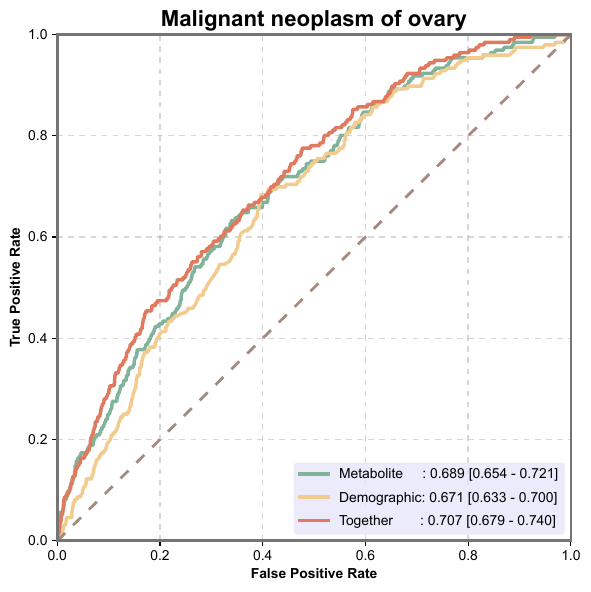 Malignant neoplasm of ovary
True Positive Rate
1.0
0.8
0.6
0.4
0.2
0.0
Metabolite : 0.689 [0.654 - 0.721]
Demographic: 0.671 [0.633 - 0.700]
Together : 0.707 [0.679 - 0.740]
0.0 0.2 0.4 0.6 0.8 1.0
False Positive Rate